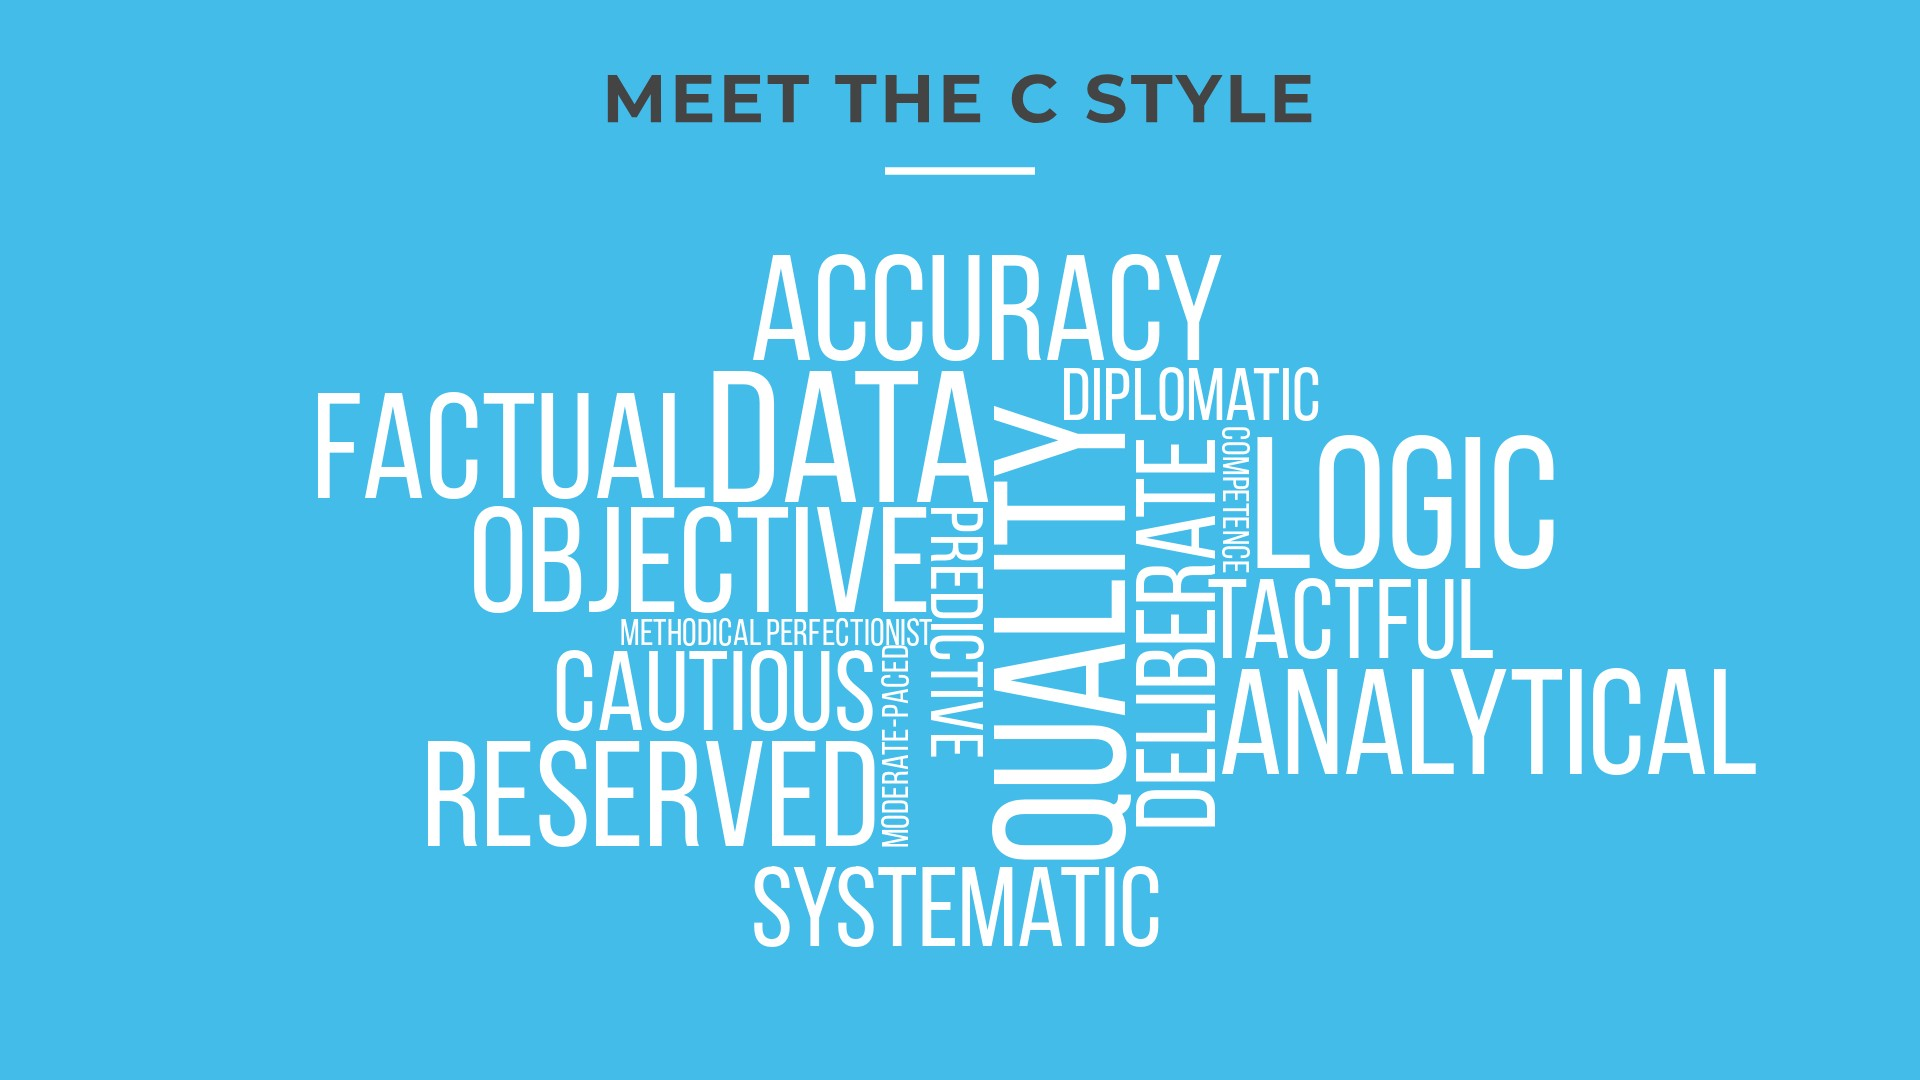 MEET THE C STYLE
ACCURACY
DIPLOMATIC
FACTUAL
DATA
QUALITY
DELIBERATE
COMPETENCE
LOGIC
OBJECTIVE
PREDICTIVE
TACTFUL
METHODICAL PERFECTIONIST
CAUTIOUS
MODERATE-PACED
ANALYTICAL
RESERVED
SYSTEMATIC